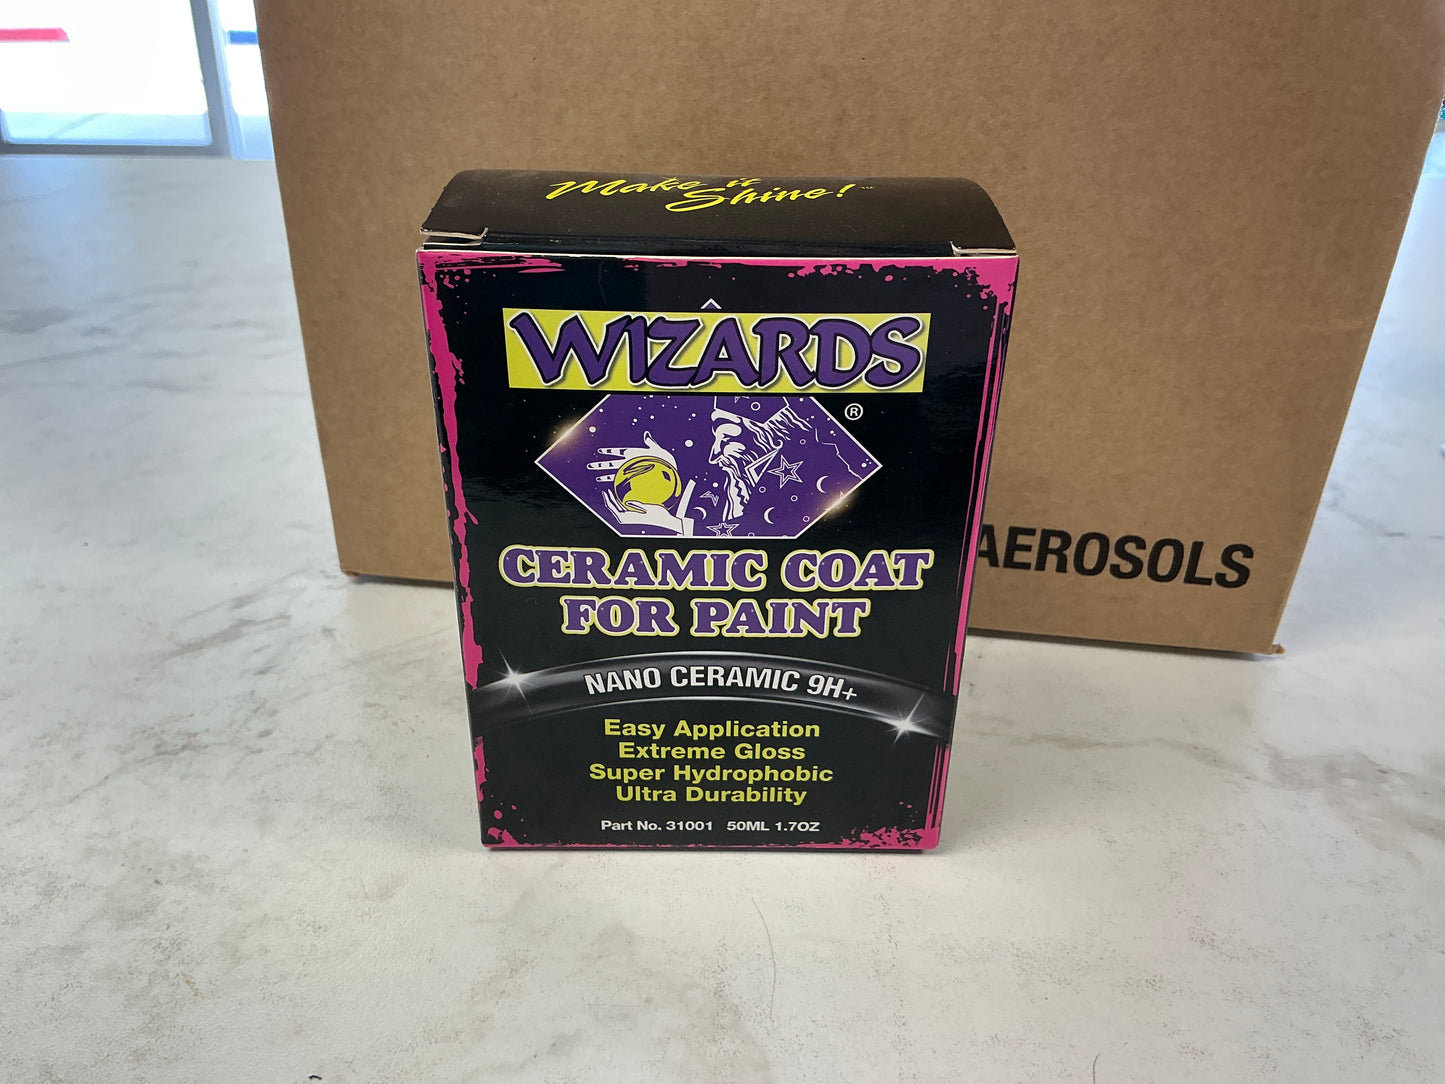 Make it
Shine!™
WIZARDS
®
CERAMIC COAT
FOR PAINT
NANO CERAMIC 9H+
Easy Application
Extreme Gloss
Super Hydrophobic
Ultra Durability
Part No. 31001 50ML 1.7OZ
AEROSOLS